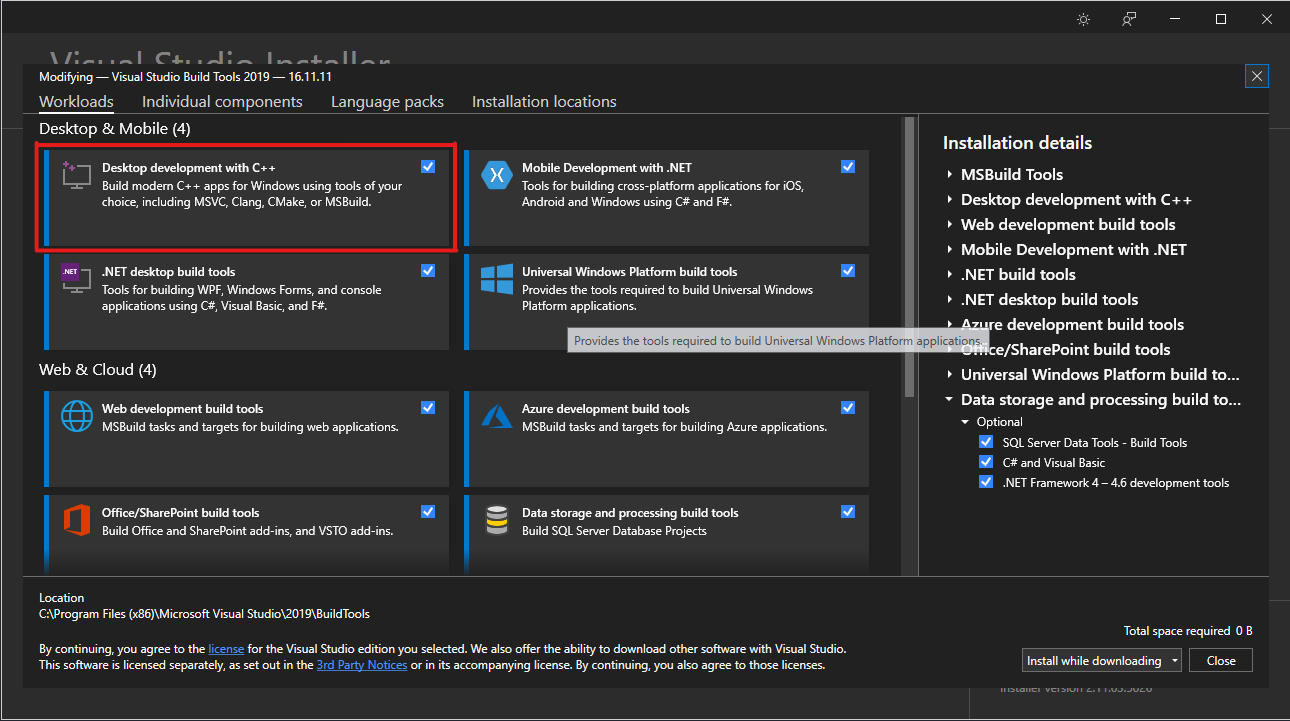 Visual Studio Installer
Modifying — Visual Studio Build Tools 2019 — 16.11.11
Workloads
Individual components
Language packs
Installation locations
Desktop & Mobile (4)
Desktop development with C++
Build modern C++ apps for Windows using tools of your
choice, including MSVC, Clang, CMake, or MSBuild.
Mobile Development with .NET
Tools for building cross-platform applications for iOS,
Android and Windows using C# and F#.
.NET
.NET desktop build tools
Tools for building WPF, Windows Forms, and console
applications using C#, Visual Basic, and F#.
Universal Windows Platform build tools
Provides the tools required to build Universal Windows
Platform applications.
Provides the tools required to build Universal Windows Platform applications.
Web & Cloud (4)
Web development build tools
MSBuild tasks and targets for building web applications.
Azure development build tools
MSBuild tasks and targets for building Azure applications.
Office/SharePoint build tools
Build Office and SharePoint add-ins, and VSTO add-ins.
Data storage and processing build tools
Build SQL Server Database Projects
Installation details
MSBuild Tools
Desktop development with C++
Web development build tools
Mobile Development with .NET
.NET build tools
.NET desktop build tools
Azure development build tools
Office/SharePoint build tools
Universal Windows Platform build to...
Data storage and processing build to...
Optional
SQL Server Data Tools - Build Tools
C# and Visual Basic
.NET Framework 4 – 4.6 development tools
Location
C:\Program Files (x86)\Microsoft Visual Studio\2019\BuildTools
By continuing, you agree to the license for the Visual Studio edition you selected. We also offer the ability to download other software with Visual Studio.
This software is licensed separately, as set out in the 3rd Party Notices or in its accompanying license. By continuing, you also agree to those licenses.
Total space required 0 B
Install while downloading
Close
Installer version